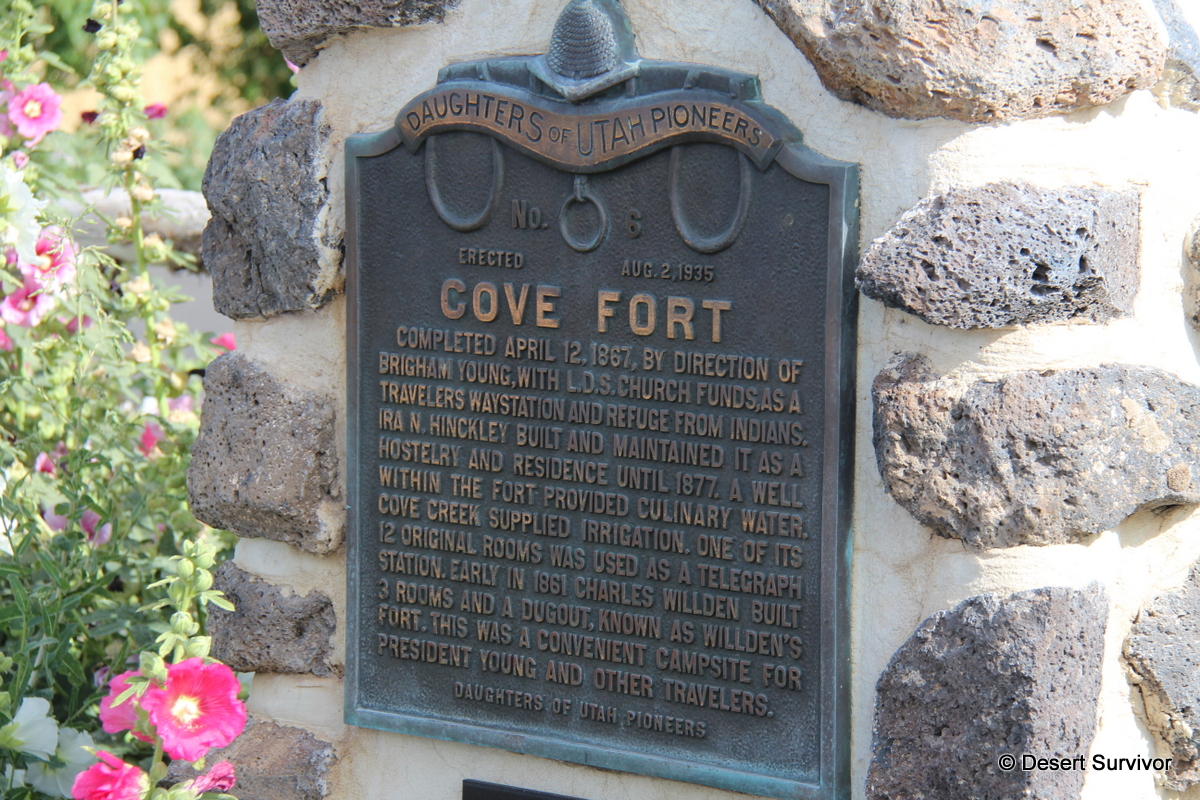 DAUGHTERS OF UTAH PIONEERS
No. 6
ERECTED AUG. 2, 1935
COVE FORT
COMPLETED APRIL 12, 1867, BY DIRECTION OF
BRIGHAM YOUNG, WITH L.D.S. CHURCH FUNDS, AS A
TRAVELERS WAYSTATION AND REFUGE FROM INDIANS.
IRA N. HINCKLEY BUILT AND MAINTAINED IT AS A
HOSTELRY AND RESIDENCE UNTIL 1877. A WELL
WITHIN THE FORT PROVIDED CULINARY WATER.
COVE CREEK SUPPLIED IRRIGATION. ONE OF ITS
12 ORIGINAL ROOMS WAS USED AS A TELEGRAPH
STATION. EARLY IN 1861 CHARLES WILLDEN BUILT
3 ROOMS AND A DUGOUT, KNOWN AS WILLDEN'S
FORT. THIS WAS A CONVENIENT CAMPSITE FOR
PRESIDENT YOUNG AND OTHER TRAVELERS.
DAUGHTERS OF UTAH PIONEERS
© Desert Survivor